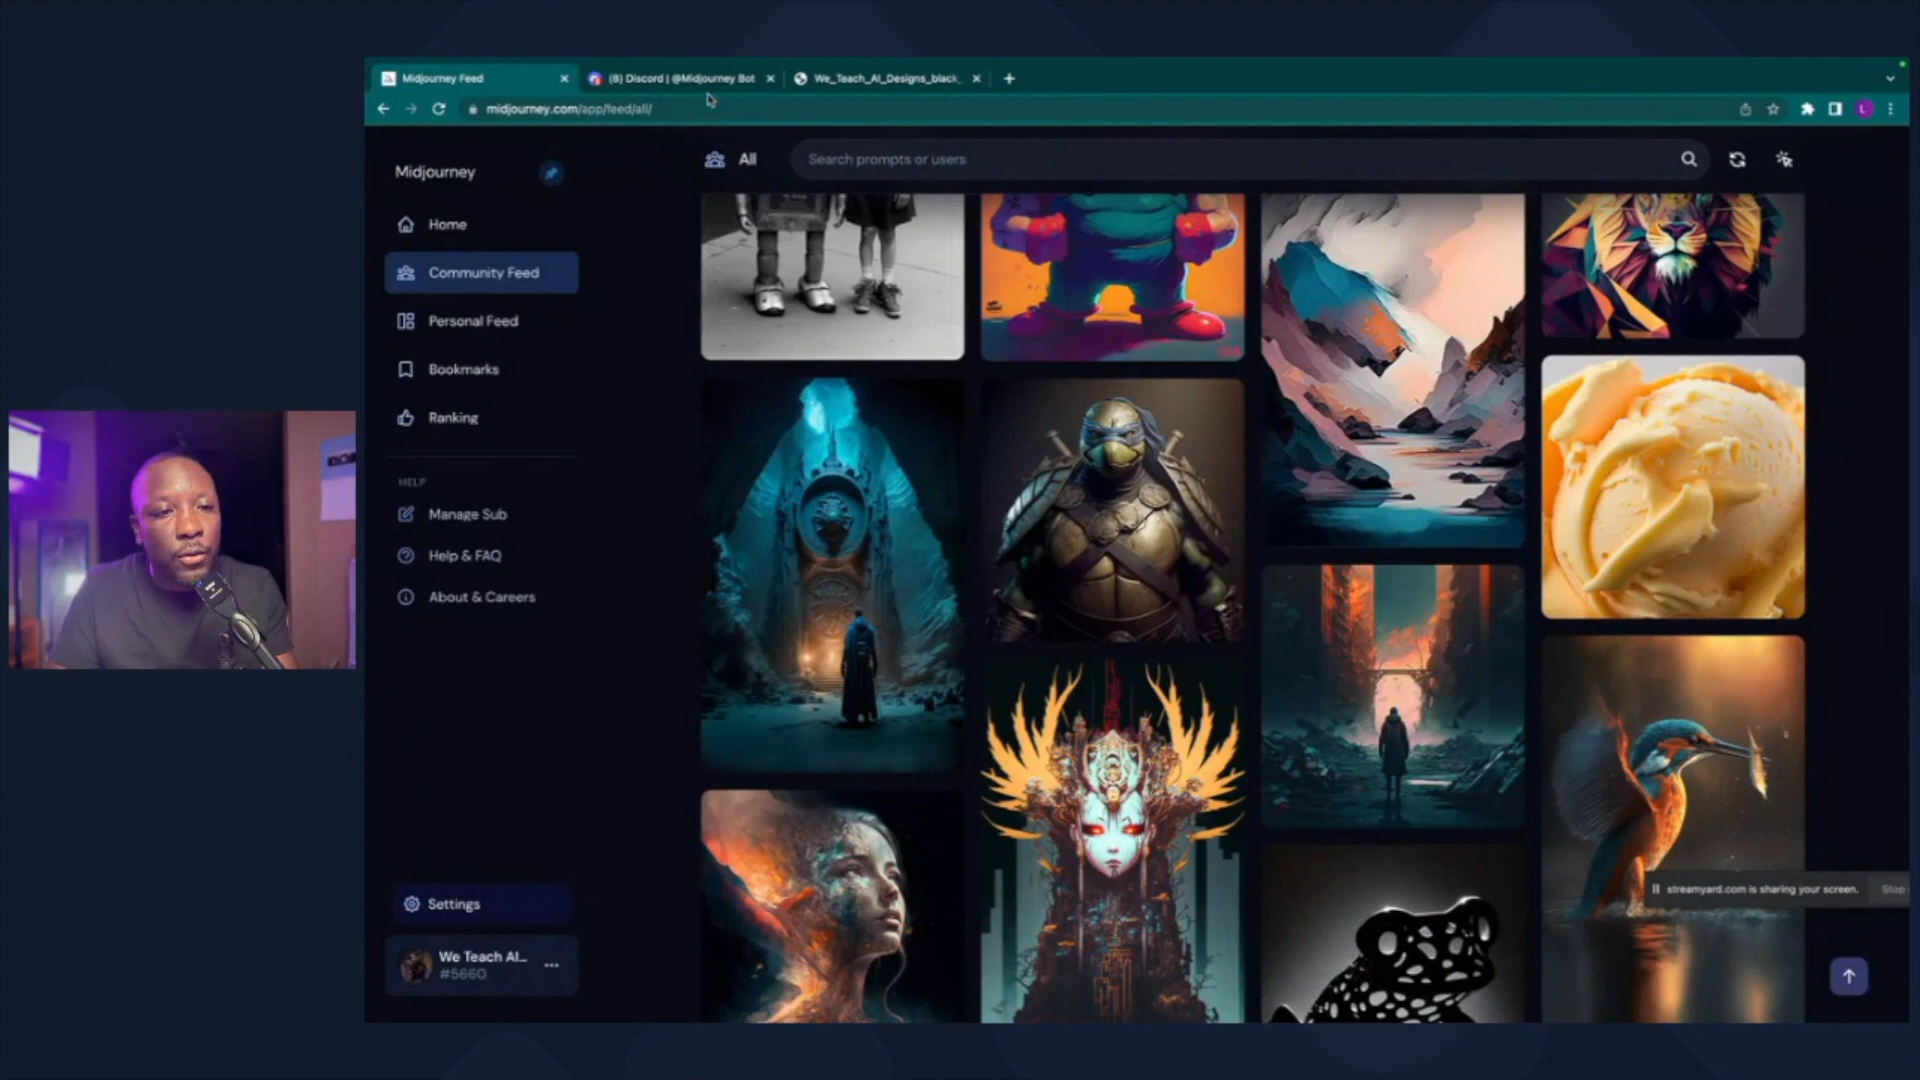 Midjourney Feed
(8) Discord | @Midjourney Bot
We_Teach_AI_Designs_black_
midjourney.com/app/feed/all/
L
Midjourney
All
Search prompts or users
Home
Community Feed
Personal Feed
Bookmarks
Ranking
HELP
Manage Sub
Help & FAQ
About & Careers
Settings
We Teach AI...
#5660
streamyard.com is sharing your screen.
Stop